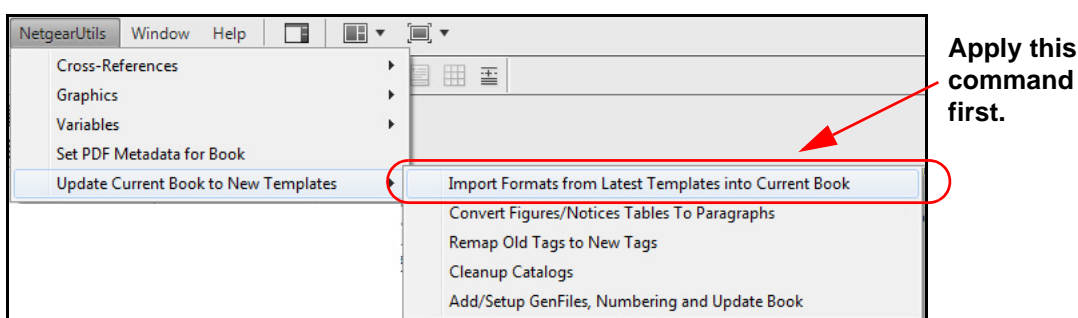 NetgearUtils Window Help
Cross-References
Graphics
Variables
Set PDF Metadata for Book
Update Current Book to New Templates
Import Formats from Latest Templates into Current Book
Convert Figures/Notices Tables To Paragraphs
Remap Old Tags to New Tags
Cleanup Catalogs
Add/Setup GenFiles, Numbering and Update Book
Apply this
command
first.